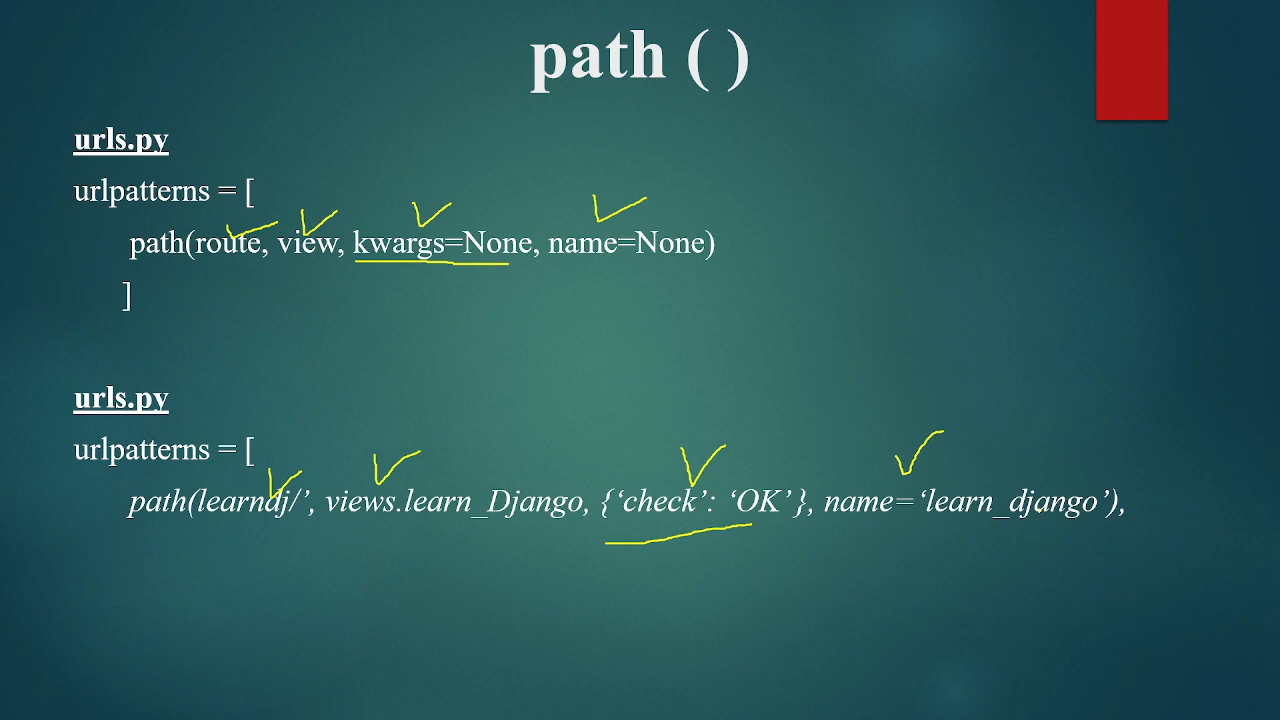 path ( )
urls.py
urlpatterns = [
path(route, view, kwargs=None, name=None)
]
urls.py
urlpatterns = [
path(learndj/’, views.learn_Django, {‘check’: ‘OK’}, name=‘learn_django’),